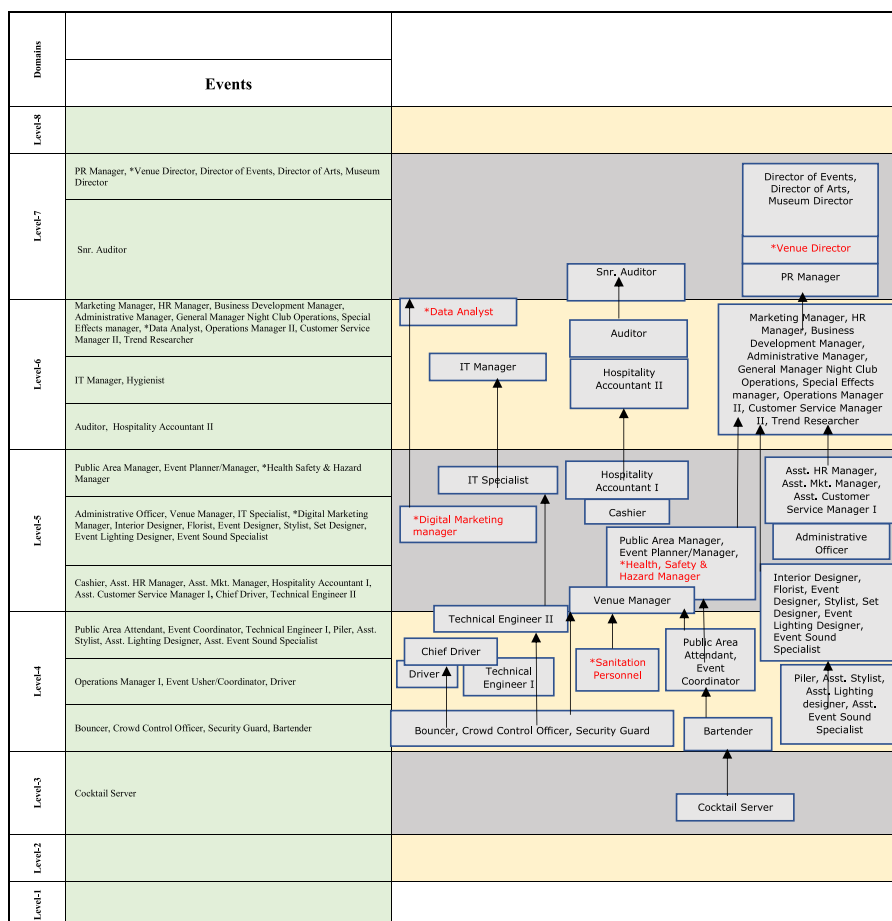 Domains
Events
Level-8
Level-7
PR Manager, *Venue Director, Director of Events, Director of Arts, Museum
Director
Snr. Auditor
Director of Events,
Director of Arts,
Museum Director
*Venue Director
PR Manager
Snr. Auditor
Level-6
Marketing Manager, HR Manager, Business Development Manager,
Administrative Manager, General Manager Night Club Operations, Special
Effects manager, *Data Analyst, Operations Manager II, Customer Service
Manager II, Trend Researcher
IT Manager, Hygienist
Auditor, Hospitality Accountant II
*Data Analyst
IT Manager
Auditor
Hospitality
Accountant II
Marketing Manager, HR
Manager, Business
Development Manager,
Administrative Manager,
General Manager Night Club
Operations, Special Effects
manager, Operations Manager
II, Customer Service Manager
II, Trend Researcher
Level-5
Public Area Manager, Event Planner/Manager, *Health Safety & Hazard
Manager
Administrative Officer, Venue Manager, IT Specialist, *Digital Marketing
Manager, Interior Designer, Florist, Event Designer, Stylist, Set Designer,
Event Lighting Designer, Event Sound Specialist
Cashier, Asst. HR Manager, Asst. Mkt. Manager, Hospitality Accountant I,
Asst. Customer Service Manager I, Chief Driver, Technical Engineer II
IT Specialist
*Digital Marketing
manager
Hospitality
Accountant I
Cashier
Public Area Manager,
Event Planner/Manager,
*Health, Safety &
Hazard Manager
Venue Manager
Asst. HR Manager,
Asst. Mkt. Manager,
Asst. Customer
Service Manager I
Administrative
Officer
Interior Designer,
Florist, Event
Designer, Stylist, Set
Designer, Event
Lighting Designer,
Event Sound
Specialist
Level-4
Public Area Attendant, Event Coordinator, Technical Engineer I, Piler, Asst.
Stylist, Asst. Lighting Designer, Asst. Event Sound Specialist
Operations Manager I, Event Usher/Coordinator, Driver
Bouncer, Crowd Control Officer, Security Guard, Bartender
Technical Engineer II
Chief Driver
Driver
Technical
Engineer I
*Sanitation
Personnel
Public Area
Attendant,
Event
Coordinator
Piler, Asst. Stylist,
Asst. Lighting
designer, Asst.
Event Sound
Specialist
Bouncer, Crowd Control Officer, Security Guard
Bartender
Level-3
Cocktail Server
Cocktail Server
Level-2
Level-1